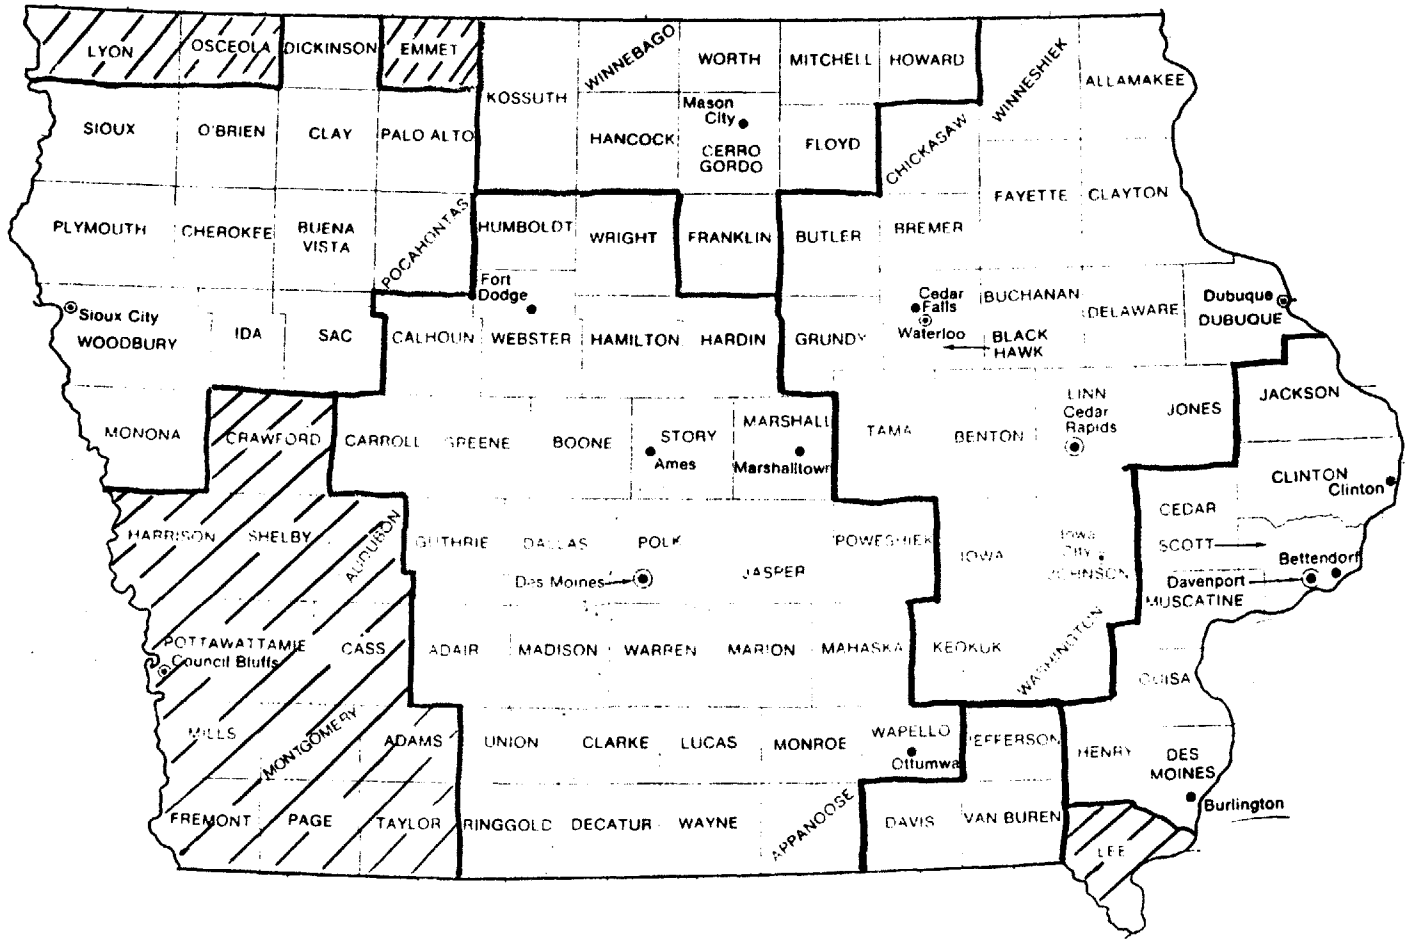 LYON
OSCEOLA
DICKINSON
EMMET
KOSSUTH
WINNEBAGO
WORTH
MITCHELL
HOWARD
WINNESHIEK
ALLAMAKEE
SIOUX
O'BRIEN
CLAY
PALO ALTO
HANCOCK
Mason
City
CERRO
GORDO
FLOYD
CHICKASAW
FAYETTE
CLAYTON
PLYMOUTH
CHEROKEE
BUENA
VISTA
POCAHONTAS
HUMBOLDT
WRIGHT
FRANKLIN
BUTLER
BREMER
Fort
Dodge
Sioux City
WOODBURY
IDA
SAC
CALHOUN
WEBSTER
HAMILTON
HARDIN
GRUNDY
Cedar
Falls
Waterloo
BLACK
HAWK
BUCHANAN
DELAWARE
Dubuque
DUBUQUE
MONONA
CRAWFORD
CARROLL
GREENE
BOONE
STORY
Ames
MARSHALL
Marshalltown
TAMA
BENTON
LINN
Cedar
Rapids
JONES
JACKSON
CLINTON
Clinton
HARRISON
SHELBY
AUDUBON
GUTHRIE
DALLAS
POLK
Des Moines
JASPER
POWESHIEK
IOWA
Iowa
City
JOHNSON
CEDAR
SCOTT
Bettendorf
Davenport
MUSCATINE
POTTAWATTAMIE
Council Bluffs
CASS
ADAIR
MADISON
WARREN
MARION
MAHASKA
KEOKUK
WASHINGTON
OUISA
MILLS
MONTGOMERY
ADAMS
UNION
CLARKE
LUCAS
MONROE
WAPELLO
Ottumwa
JEFFERSON
HENRY
DES
MOINES
Burlington
FREMONT
PAGE
TAYLOR
RINGGOLD
DECATUR
WAYNE
APPANOOSE
DAVIS
VAN BUREN
LEE